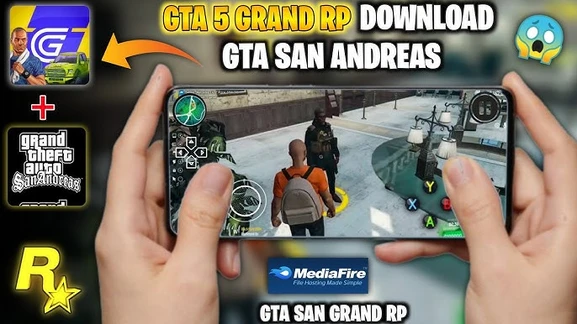 GTA 5 GRAND RP DOWNLOAD
GTA SAN ANDREAS
G
+
grand
theft
auto
San Andreas
R
Y
X
B
A
MediaFire
File Hosting Made Simple
GTA SAN GRAND RP